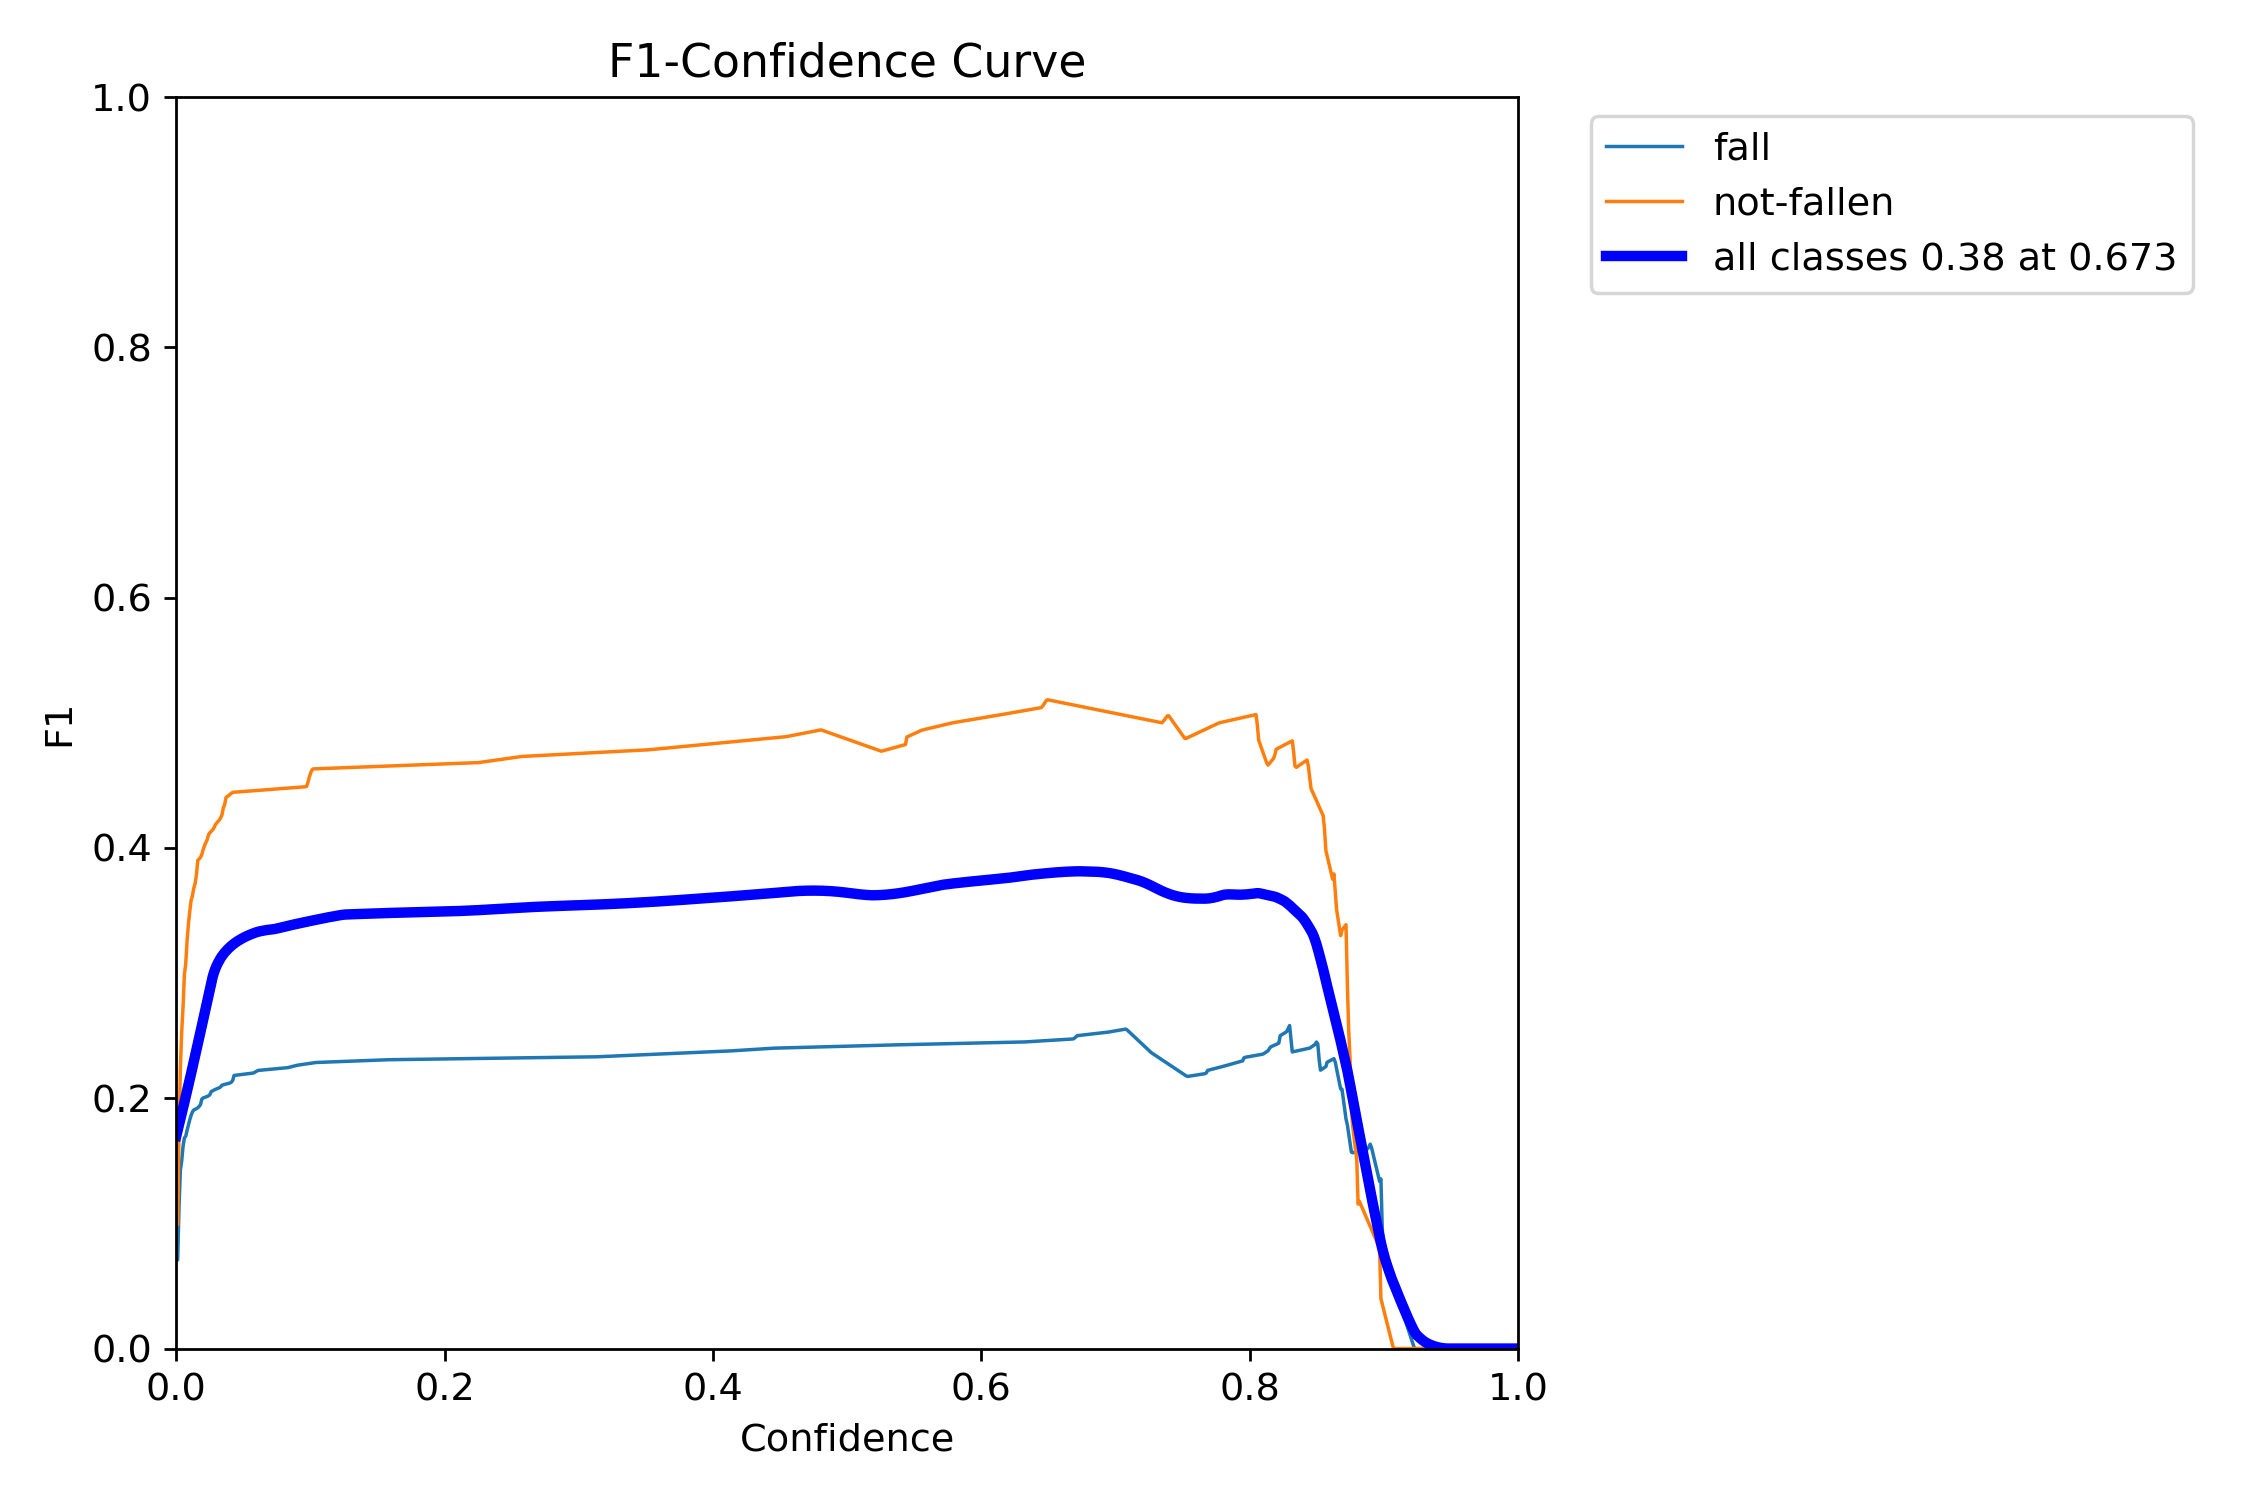 F1-Confidence Curve
1.0
0.8
0.6
0.4
0.2
0.0
F1
0.0 0.2 0.4 0.6 0.8 1.0
Confidence
fall
not-fallen
all classes 0.38 at 0.673